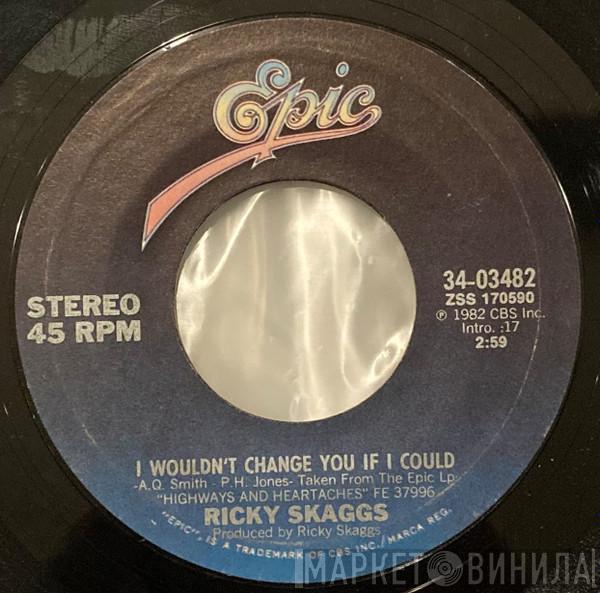 Epic
STEREO
45 RPM
34-03482
ZSS 170590
℗ 1982 CBS Inc.
Intro. :17
2:59
I WOULDN'T CHANGE YOU IF I COULD
-A.Q. Smith - P.H. Jones- Taken From The Epic Lp:
"HIGHWAYS AND HEARTACHES" FE 37996
RICKY SKAGGS
Produced by Ricky Skaggs
"EPIC", IS A TRADEMARK OF CBS INC./MARCA REG.
МАРКЕТ ВИНИЛА